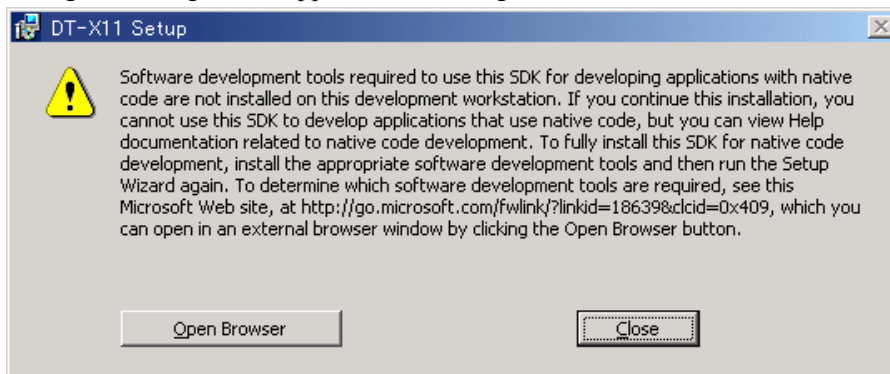 DT-X11 Setup
Software development tools required to use this SDK for developing applications with native
code are not installed on this development workstation. If you continue this installation, you
cannot use this SDK to develop applications that use native code, but you can view Help
documentation related to native code development. To fully install this SDK for native code
development, install the appropriate software development tools and then run the Setup
Wizard again. To determine which software development tools are required, see this
Microsoft Web site, at http://go.microsoft.com/fwlink/?linkid=18639&clcid=0x409, which you
can open in an external browser window by clicking the Open Browser button.
Open Browser
Close